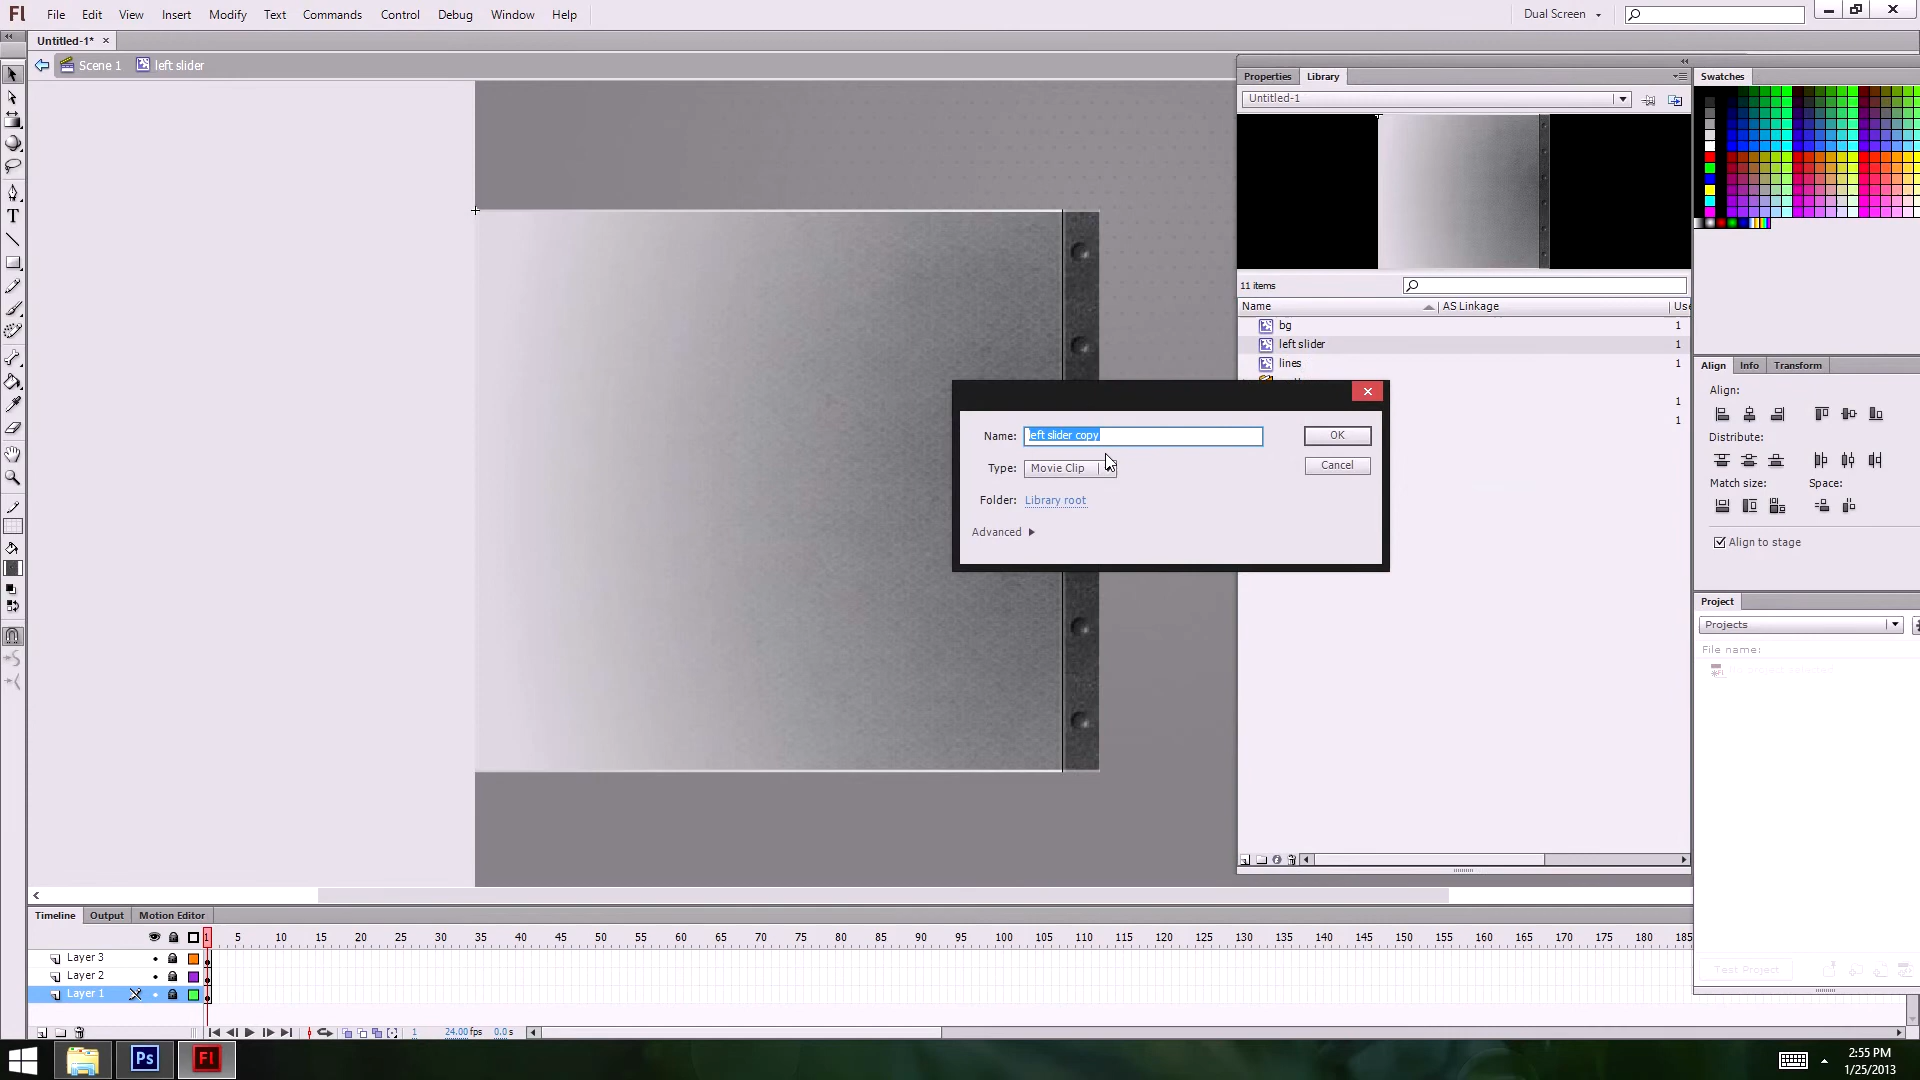 Fl File Edit View Insert Modify Text Commands Control Debug Window Help Dual Screen
Untitled-1*
Scene 1 left slider
Properties Library
Untitled-1
11 items
Name AS Linkage Use
bg 1
left slider 1
lines 1
1
1
Name: left slider copy OK
Type: Movie Clip Cancel
Folder: Library root
Advanced
Swatches
Align Info Transform
Align:
Distribute:
Match size: Space:
Align to stage
Project
Projects
File name:
Test Project
Timeline Output Motion Editor
1 5 10 15 20 25 30 35 40 45 50 55 60 65 70 75 80 85 90 95 100 105 110 115 120 125 130 135 140 145 150 155 160 165 170 175 180 185
Layer 3
Layer 2
Layer 1
1 24.00 fps 0.0 s
Ps Fl
2:55 PM
1/25/2013